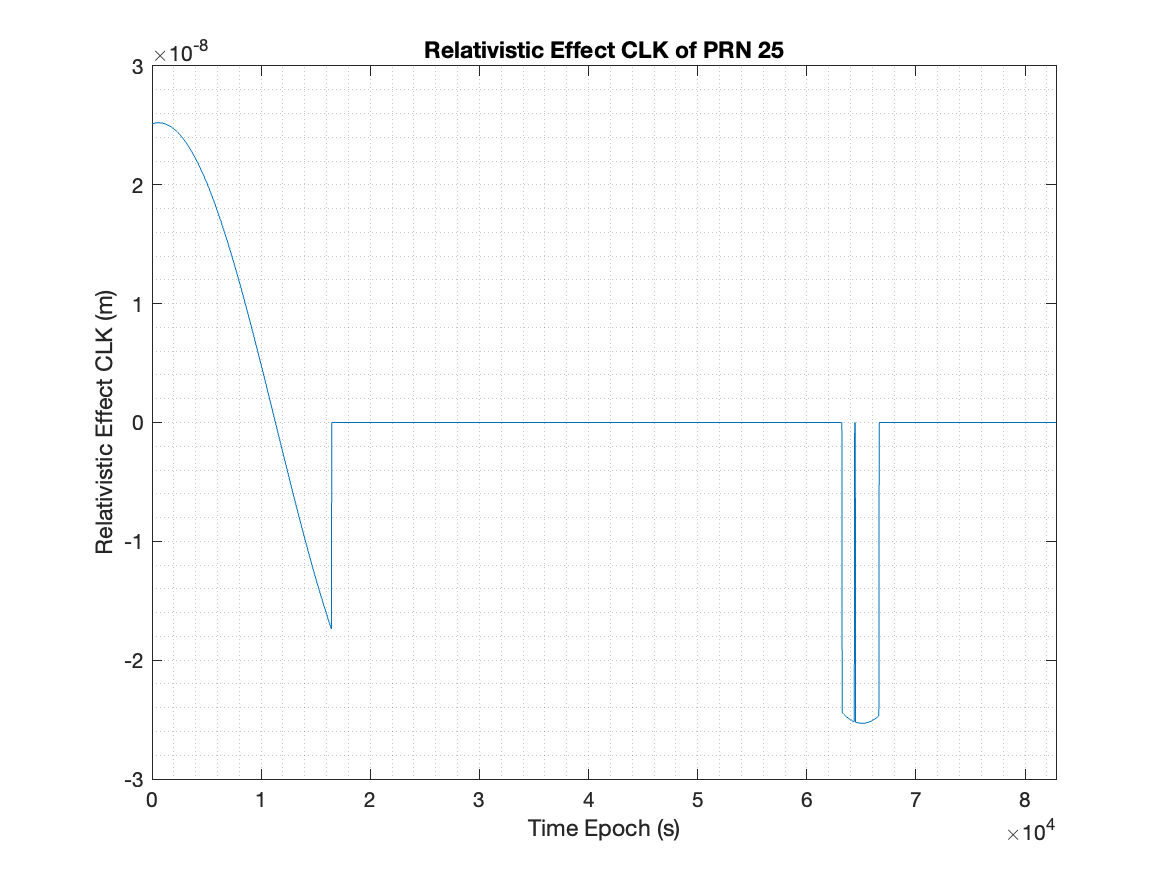 Relativistic Effect CLK of PRN 25
×10-8
3
2
1
0
-1
-2
-3
Relativistic Effect CLK (m)
0 1 2 3 4 5 6 7 8
Time Epoch (s)
×104